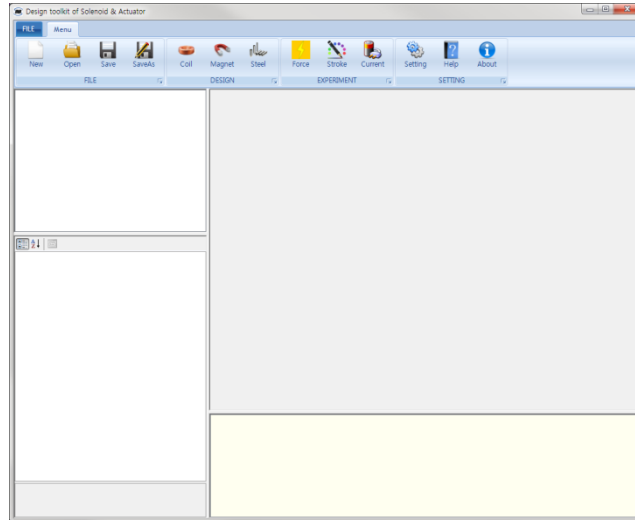 Design toolkit of Solenoid & Actuator
FILE Menu
New Open Save SaveAs Coil Magnet Steel Force Stroke Current Setting Help About
FILE DESIGN EXPERIMENT SETTING